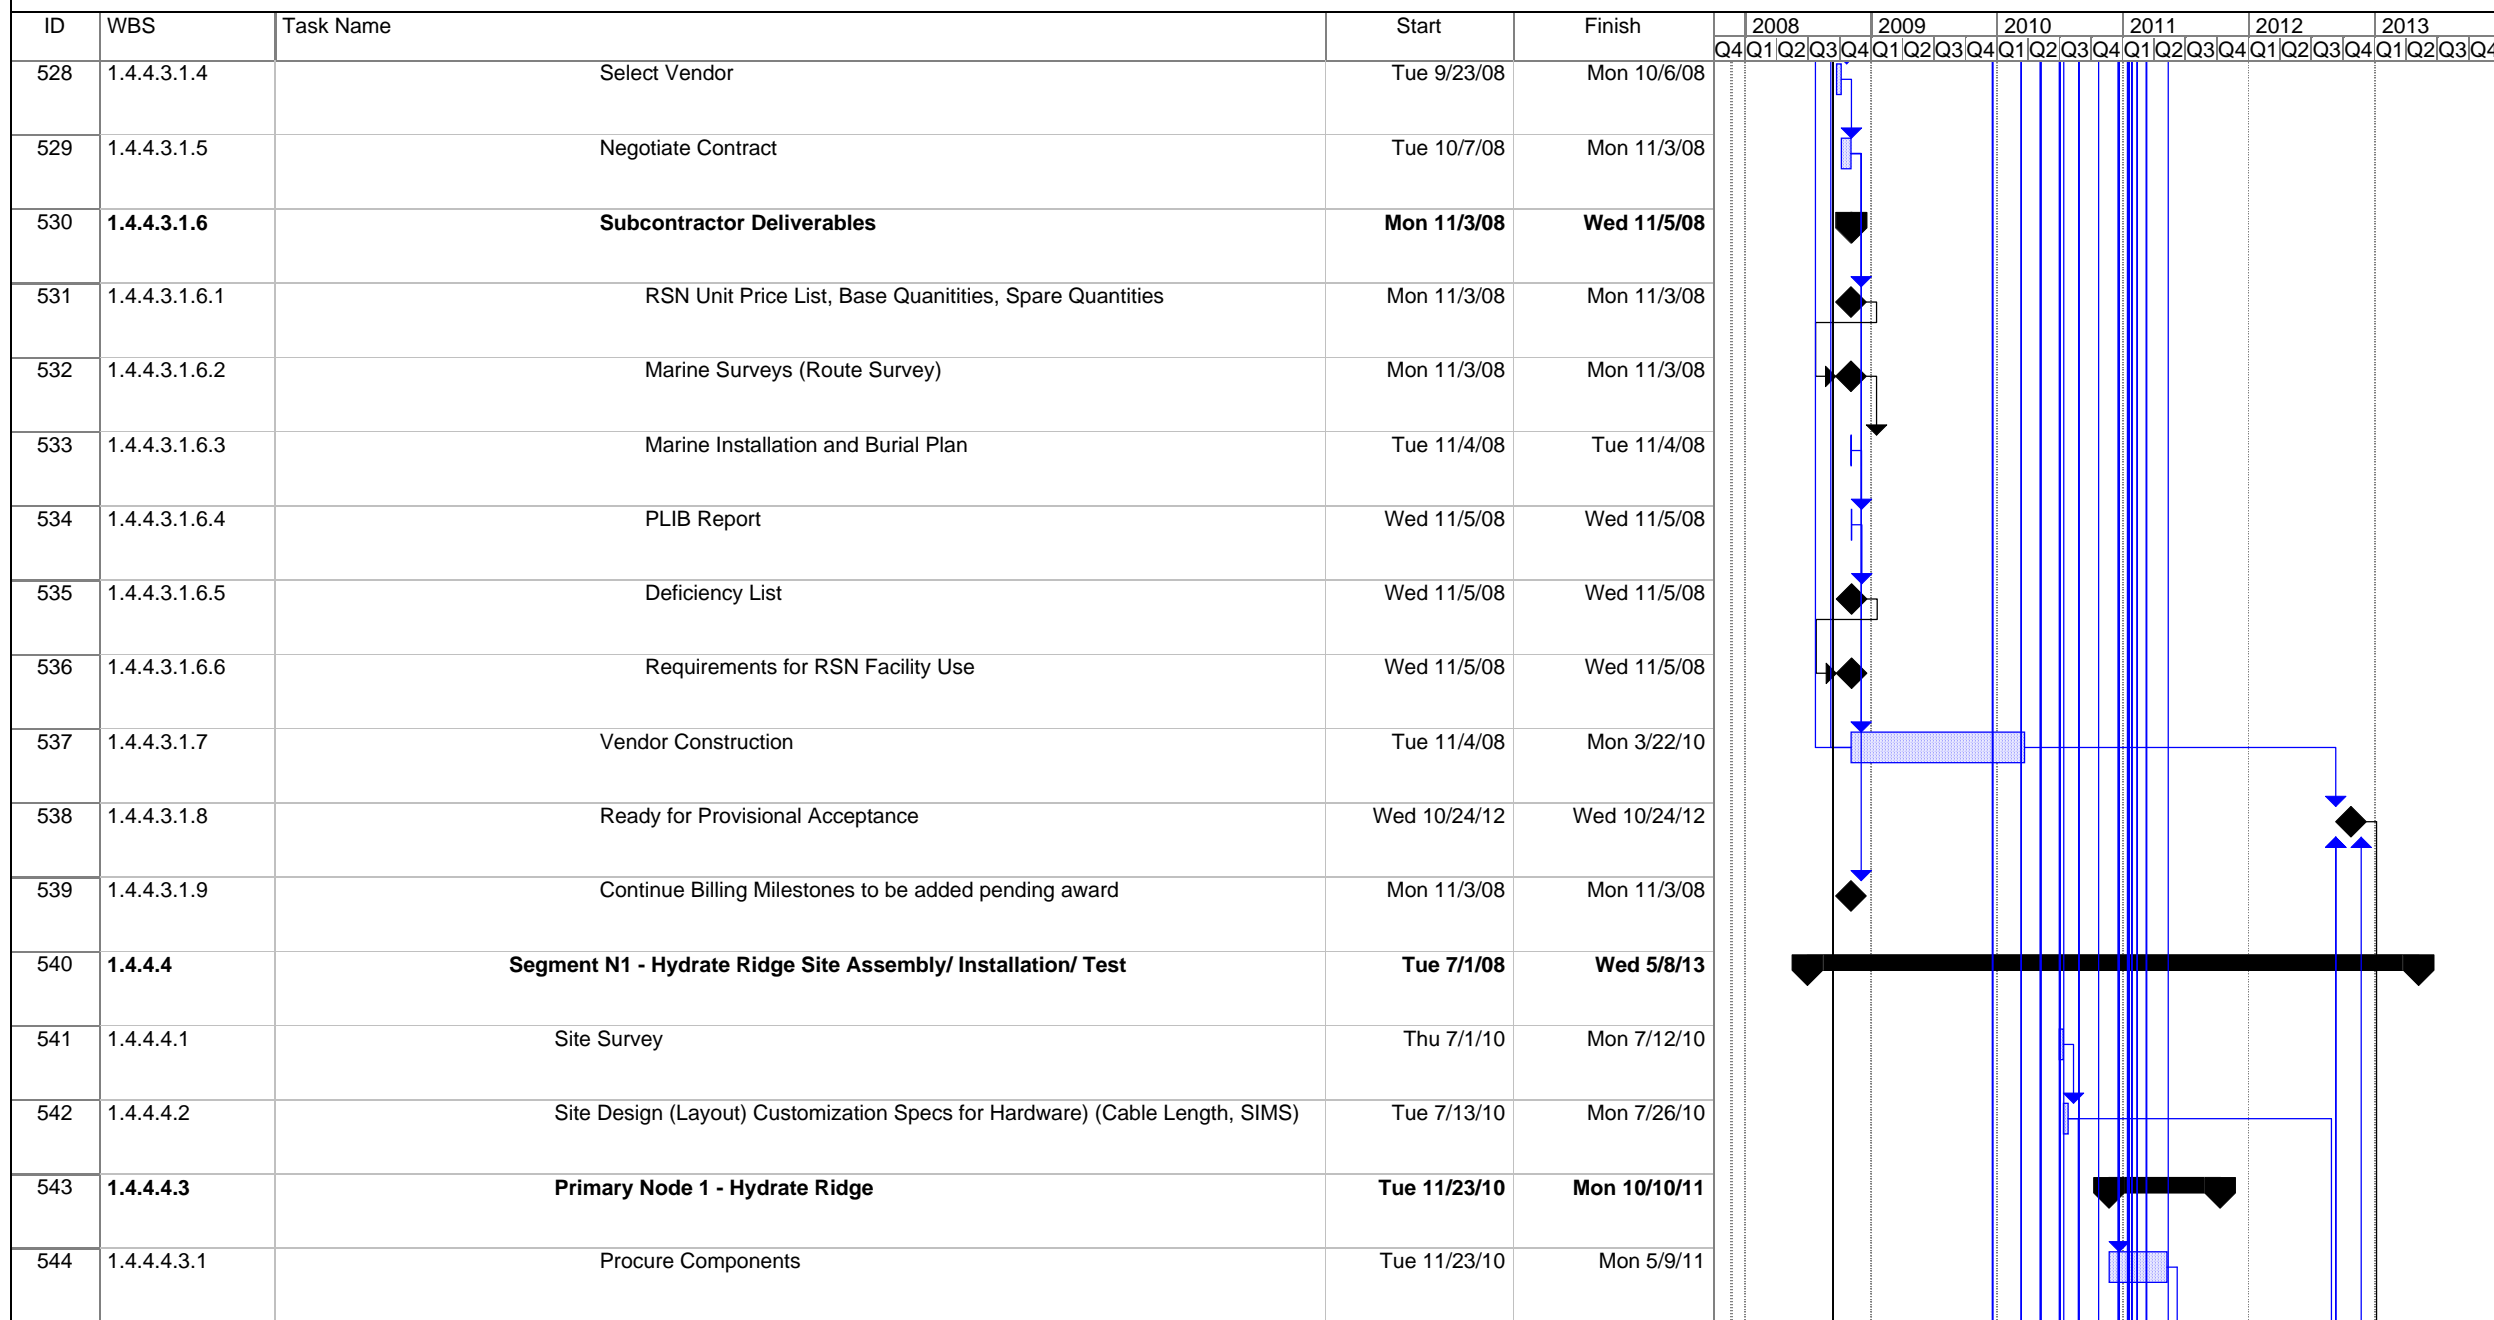 ID WBS Task Name Start Finish 2008 2009 2010 2011 2012 2013
Q4 Q1 Q2 Q3 Q4 Q1 Q2 Q3 Q4 Q1 Q2 Q3 Q4 Q1 Q2 Q3 Q4 Q1 Q2 Q3 Q4 Q1 Q2 Q3 Q4
528 1.4.4.3.1.4 Select Vendor Tue 9/23/08 Mon 10/6/08
529 1.4.4.3.1.5 Negotiate Contract Tue 10/7/08 Mon 11/3/08
530 1.4.4.3.1.6 Subcontractor Deliverables Mon 11/3/08 Wed 11/5/08
531 1.4.4.3.1.6.1 RSN Unit Price List, Base Quanitities, Spare Quantities Mon 11/3/08 Mon 11/3/08
532 1.4.4.3.1.6.2 Marine Surveys (Route Survey) Mon 11/3/08 Mon 11/3/08
533 1.4.4.3.1.6.3 Marine Installation and Burial Plan Tue 11/4/08 Tue 11/4/08
534 1.4.4.3.1.6.4 PLIB Report Wed 11/5/08 Wed 11/5/08
535 1.4.4.3.1.6.5 Deficiency List Wed 11/5/08 Wed 11/5/08
536 1.4.4.3.1.6.6 Requirements for RSN Facility Use Wed 11/5/08 Wed 11/5/08
537 1.4.4.3.1.7 Vendor Construction Tue 11/4/08 Mon 3/22/10
538 1.4.4.3.1.8 Ready for Provisional Acceptance Wed 10/24/12 Wed 10/24/12
539 1.4.4.3.1.9 Continue Billing Milestones to be added pending award Mon 11/3/08 Mon 11/3/08
540 1.4.4.4 Segment N1 - Hydrate Ridge Site Assembly/ Installation/ Test Tue 7/1/08 Wed 5/8/13
541 1.4.4.4.1 Site Survey Thu 7/1/10 Mon 7/12/10
542 1.4.4.4.2 Site Design (Layout) Customization Specs for Hardware) (Cable Length, SIMS) Tue 7/13/10 Mon 7/26/10
543 1.4.4.4.3 Primary Node 1 - Hydrate Ridge Tue 11/23/10 Mon 10/10/11
544 1.4.4.4.3.1 Procure Components Tue 11/23/10 Mon 5/9/11